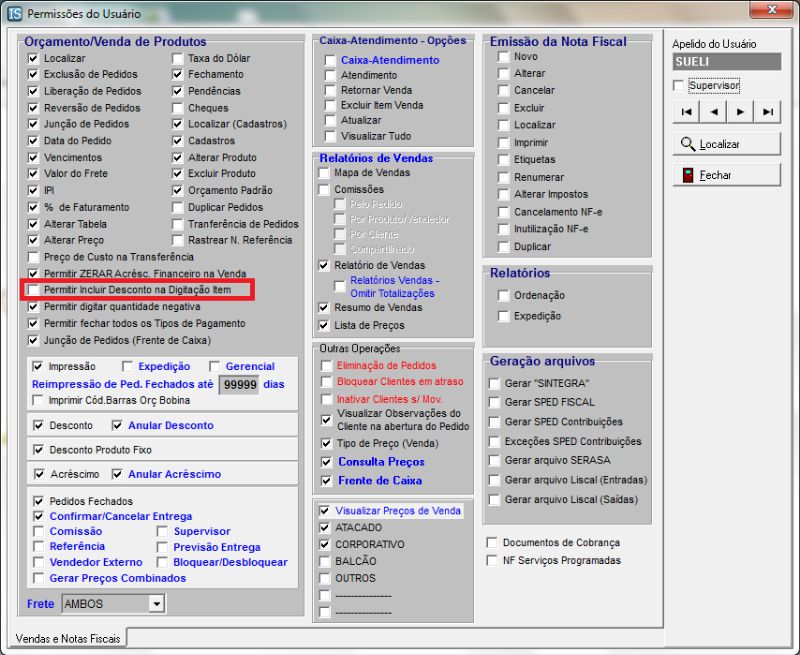 IS Permissões do Usuário
Orçamento/Venda de Produtos
Localizar
Taxa do Dólar
Exclusão de Pedidos
Fechamento
Liberação de Pedidos
Pendências
Reversão de Pedidos
Cheques
Junção de Pedidos
Localizar (Cadastros)
Data do Pedido
Cadastros
Vencimentos
Alterar Produto
Valor do Frete
Excluir Produto
IPI
Orçamento Padrão
% de Faturamento
Duplicar Pedidos
Alterar Tabela
Tranferência de Pedidos
Alterar Preço
Rastrear N. Referência
Preço de Custo na Transferência
Permitir ZERAR Acrésc. Financeiro na Venda
Permitir Incluir Desconto na Digitação Item
Permitir digitar quantidade negativa
Permitir fechar todos os Tipos de Pagamento
Junção de Pedidos (Frente de Caixa)
Impressão
Expedição
Gerencial
Reimpressão de Ped. Fechados até 99999 dias
Imprimir Cód.Barras Orç Bobina
Desconto
Anular Desconto
Desconto Produto Fixo
Acréscimo
Anular Acréscimo
Pedidos Fechados
Confirmar/Cancelar Entrega
Comissão
Supervisor
Referência
Previsão Entrega
Vendedor Externo
Bloquear/Desbloquear
Gerar Preços Combinados
Frete AMBOS
Vendas e Notas Fiscais
Caixa-Atendimento - Opções
Caixa-Atendimento
Atendimento
Retornar Venda
Excluir Item Venda
Atualizar
Visualizar Tudo
Relatórios de Vendas
Mapa de Vendas
Comissões
Pelo Pedido
Por Produto/Vendedor
Por Cliente
Compartilhado
Relatório de Vendas
Relatórios Vendas -
Omitir Totalizações
Resumo de Vendas
Lista de Preços
Outras Operações
Eliminação de Pedidos
Bloquear Clientes em atraso
Inativar Clientes s/ Mov.
Visualizar Observações do
Cliente na abertura do Pedido
Tipo de Preço (Venda)
Consulta Preços
Frente de Caixa
Visualizar Preços de Venda
ATACADO
CORPORATIVO
BALCÃO
OUTROS
---------------
---------------
Emissão da Nota Fiscal
Novo
Alterar
Cancelar
Excluir
Localizar
Imprimir
Etiquetas
Renumerar
Alterar Impostos
Cancelamento NF-e
Inutilização NF-e
Duplicar
Relatórios
Ordenação
Expedição
Geração arquivos
Gerar "SINTEGRA"
Gerar SPED FISCAL
Gerar SPED Contribuições
Exceções SPED Contribuições
Gerar arquivo SERASA
Gerar arquivo Liscal (Entradas)
Gerar arquivo Liscal (Saídas)
Documentos de Cobrança
NF Serviços Programadas
Apelido do Usuário
SUELI
Supervisor
Localizar
Fechar